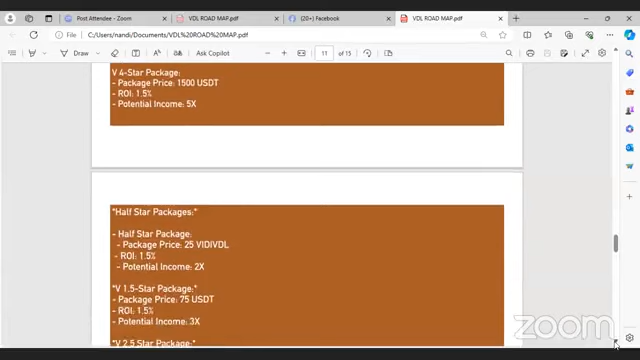 Post Attendee - Zoom
VDL ROAD MAP.pdf
(20+) Facebook
VDL ROAD MAP.pdf
C:/Users/nandi/Documents/VDL%20ROAD%20MAP.pdf
Ask Copilot
11 of 15
V 4-Star Package:
- Package Price: 1500 USDT
- ROI: 1.5%
- Potential Income: 5X
*Half Star Packages:*
- Half Star Package:
- Package Price: 25 VIDIVDL
- ROI: 1.5%
- Potential Income: 2X
*V 1.5-Star Package:*
- Package Price: 75 USDT
- ROI: 1.5%
- Potential Income: 3X
*V 2.5 Star Package:*
zoom